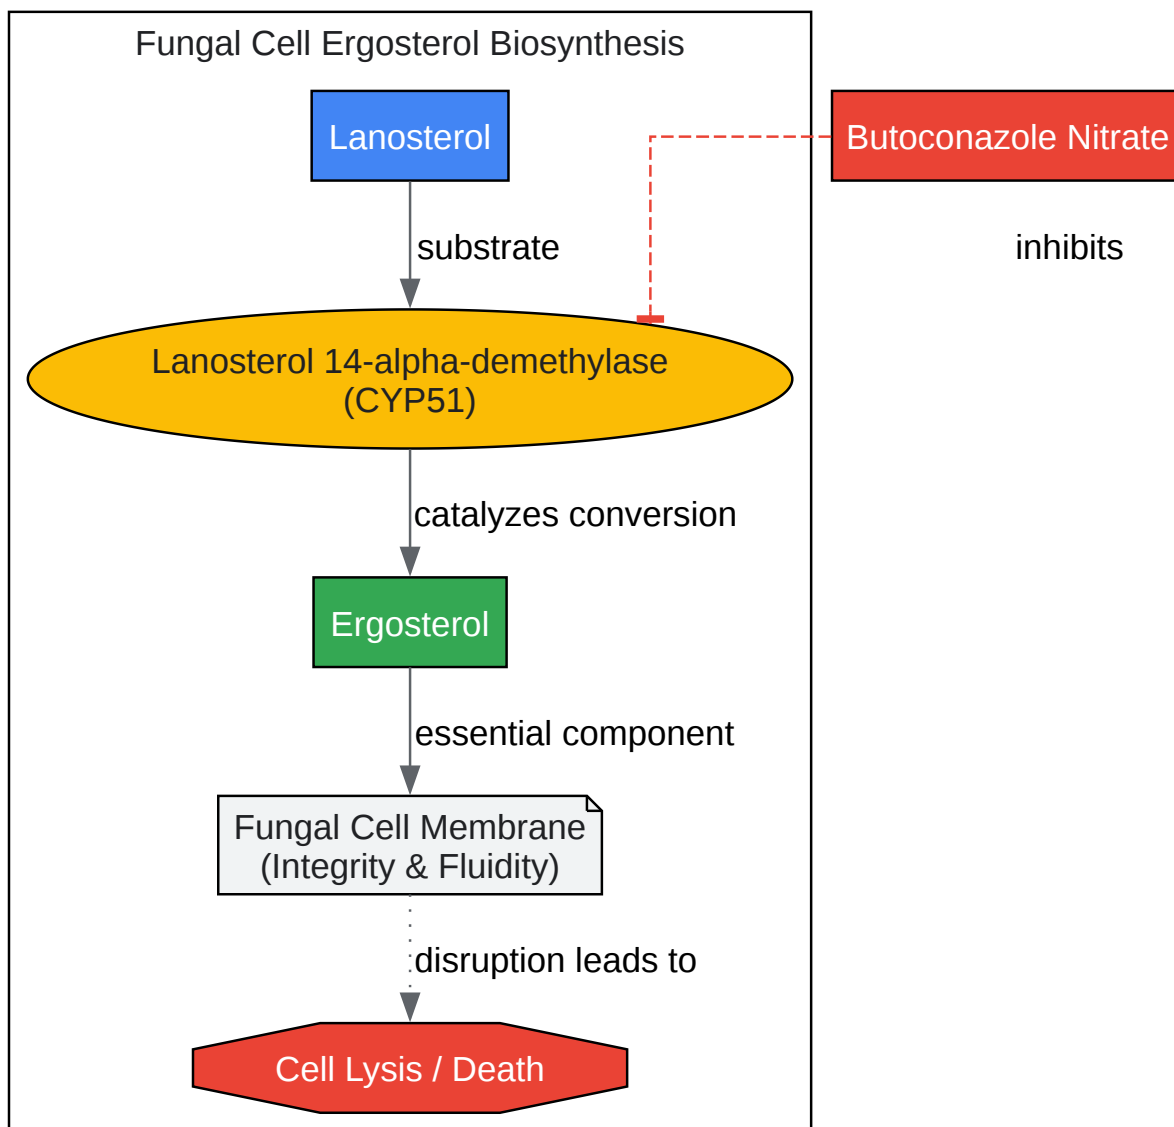 Fungal Cell Ergosterol Biosynthesis
Lanosterol
Butoconazole Nitrate
substrate
inhibits
Lanosterol 14-alpha-demethylase
(CYP51)
catalyzes conversion
Ergosterol
essential component
Fungal Cell Membrane
(Integrity & Fluidity)
disruption leads to
Cell Lysis / Death